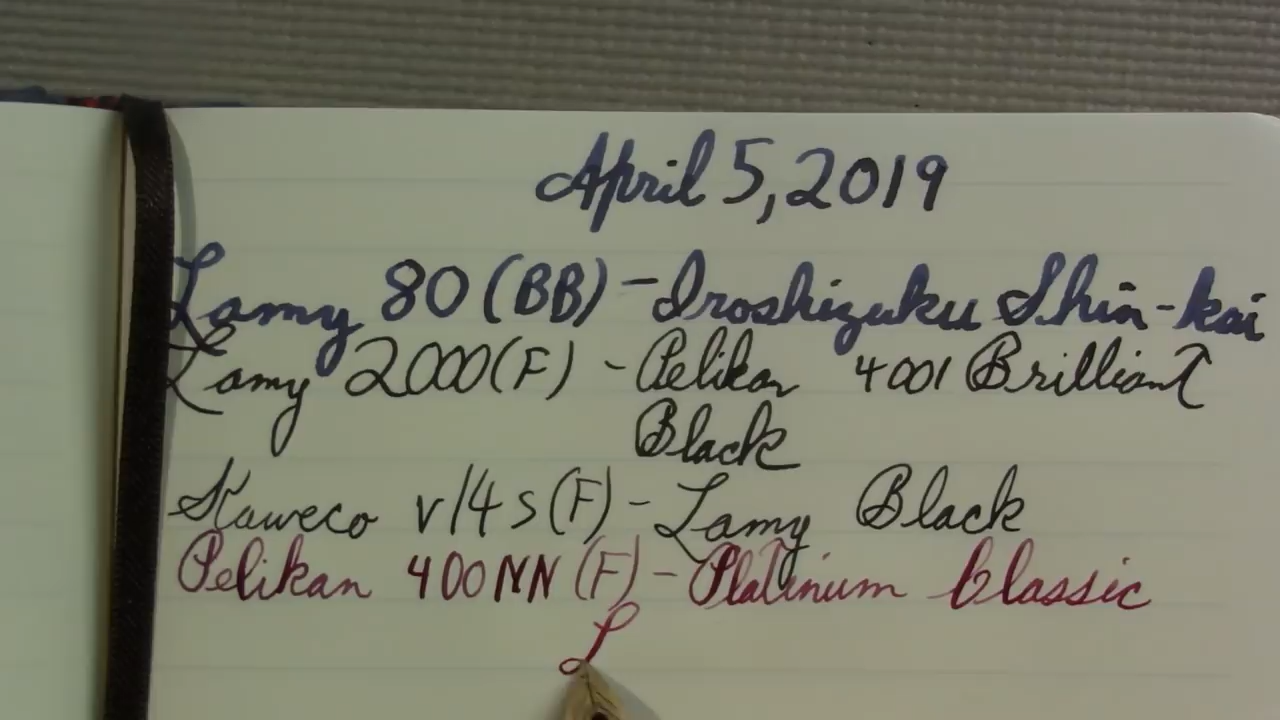 April 5, 2019
Lamy 80 (BB) - Iroshizuku Shin-kai
Lamy 2000 (F) - Pelikan 4001 Brilliant
Black
Kaweco V14 S (F) - Lamy Black
Pelikan 400NN (F) - Platinum Classic
L